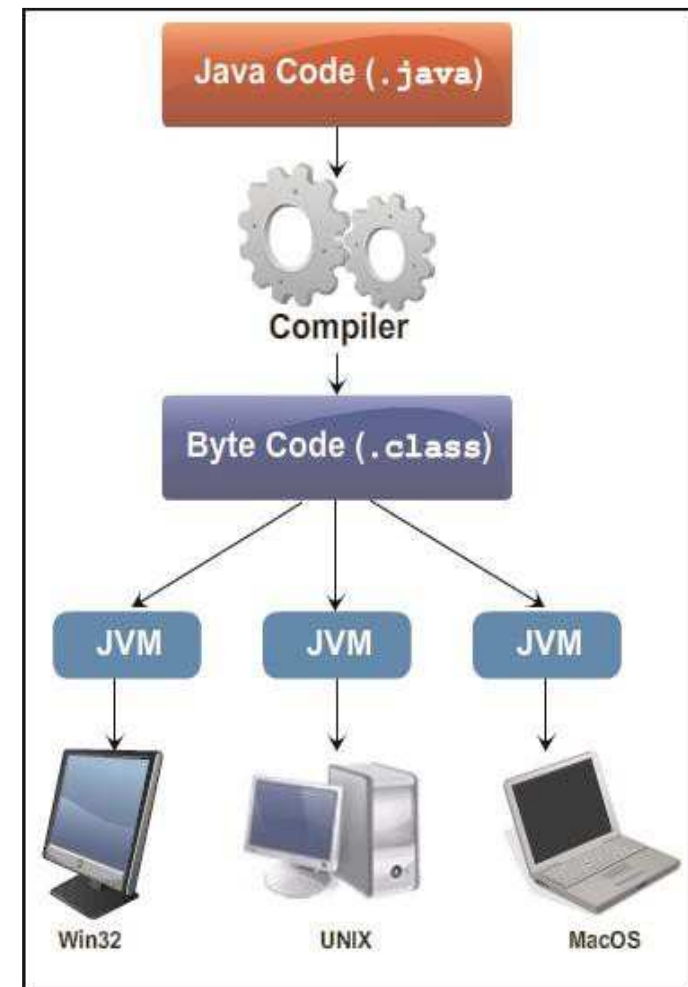 Java Code (.java)
Compiler
Byte Code (.class)
JVM JVM JVM
Win32 UNIX MacOS